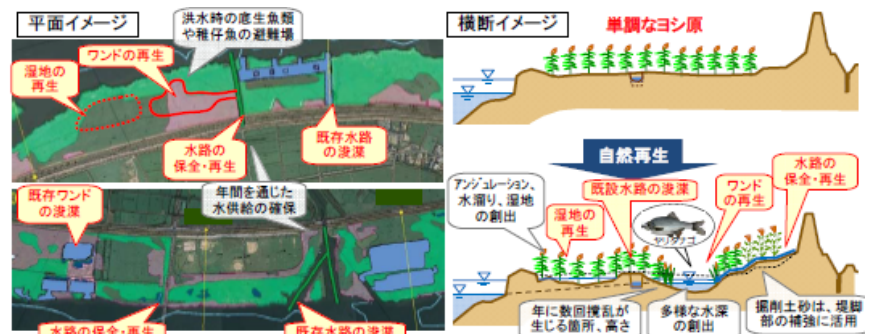 平面イメージ
洪水時の底生魚類
や稚仔魚の避難場
ワンドの再生
湿地の
再生
水路の
保全・再生
既存水路
の浚渫
既存ワンド
の浚渫
年間を通じた
水供給の確保
水路の保全・再生
既存水路の浚渫
横断イメージ
単調なヨシ原
自然再生
アンジュレーション、
水溜り、湿地
の創出
湿地の
再生
既設水路の浚渫
ヤリタナゴ
ワンド
の再生
水路の
保全・再生
年に数回撹乱が
生じる箇所、高さ
多様な水深
の創出
掘削土砂は、堤脚
部の補強に活用